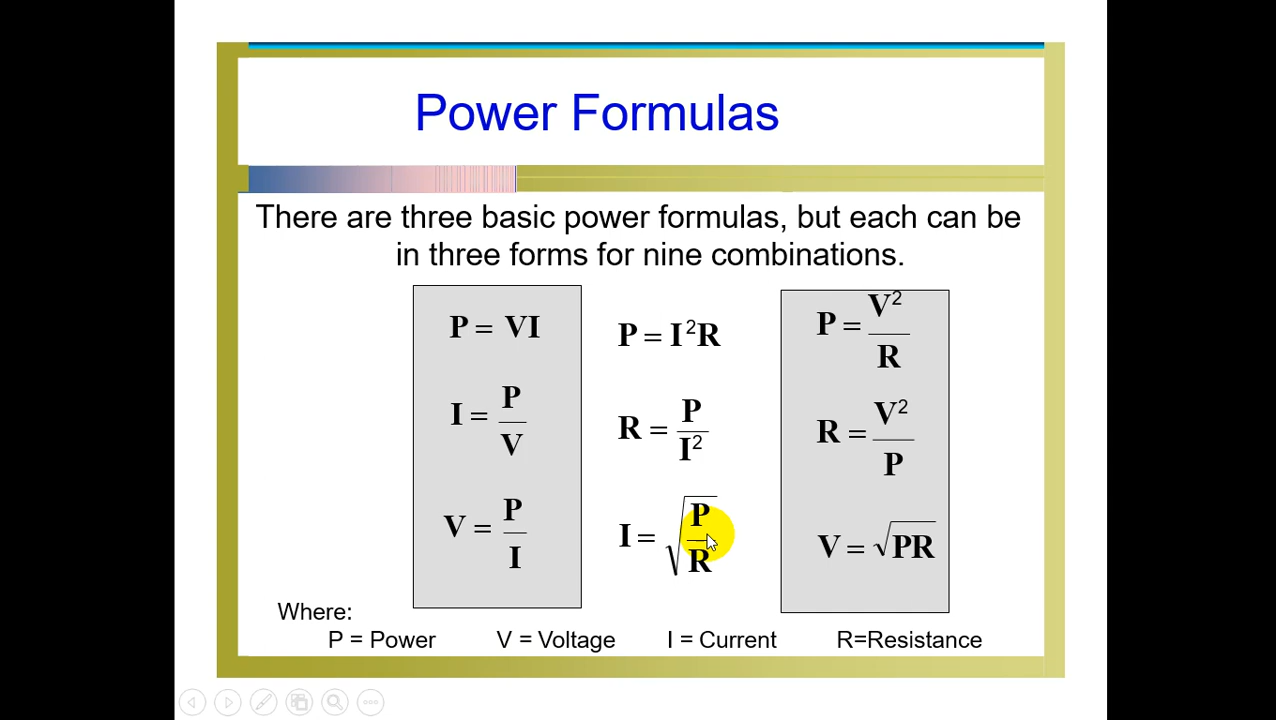 Power Formulas
There are three basic power formulas, but each can be
in three forms for nine combinations.
P = VI
I = P/V
V = P/I
P = I²R
R = P/I²
I = √(P/R)
P = V²/R
R = V²/P
V = √PR
Where:
P = Power V = Voltage I = Current R=Resistance